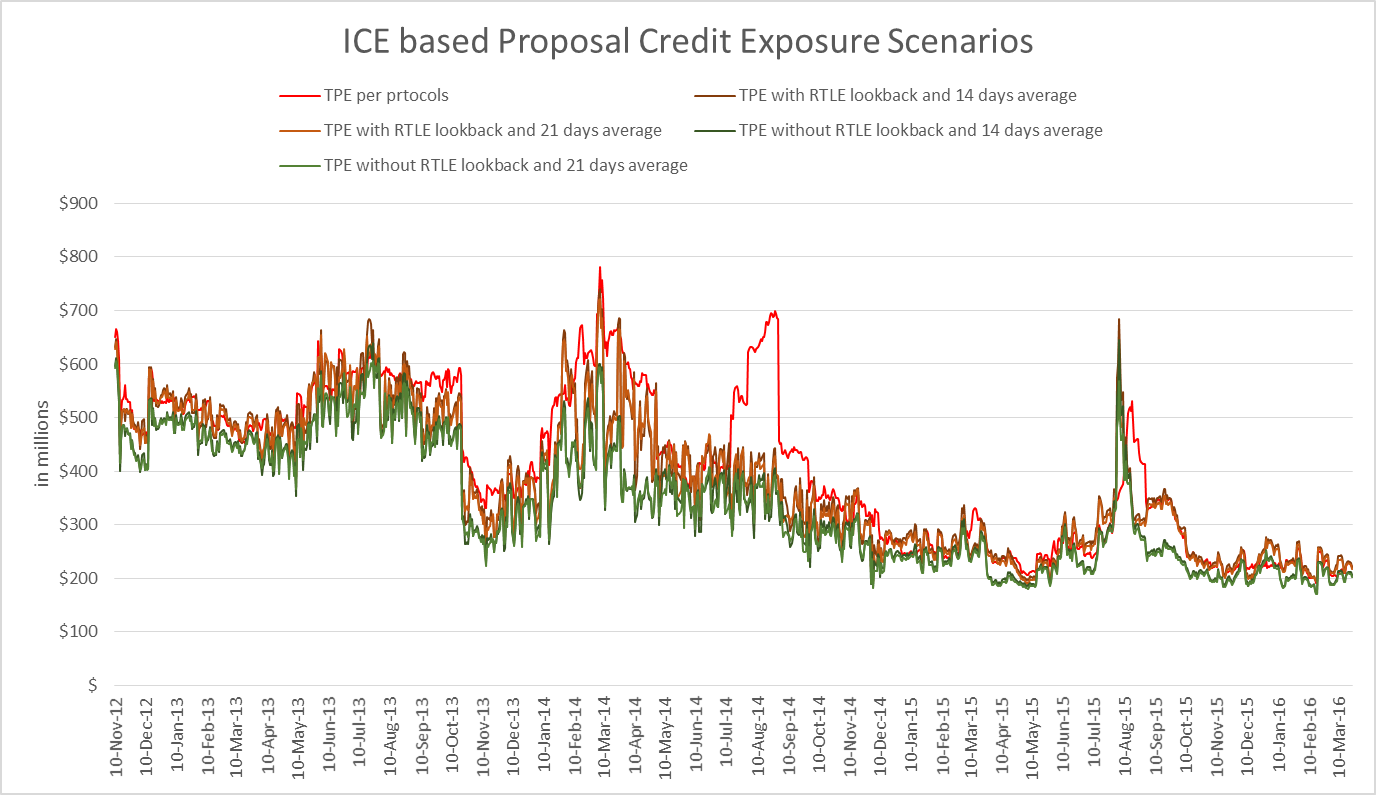 ICE based Proposal Credit Exposure Scenarios
TPE per prtocols
TPE with RTLE lookback and 14 days average
TPE with RTLE lookback and 21 days average
TPE without RTLE lookback and 14 days average
TPE without RTLE lookback and 21 days average
in millions
$900
$800
$700
$600
$500
$400
$300
$200
$100
$
10-Nov-12
10-Dec-12
10-Jan-13
10-Feb-13
10-Mar-13
10-Apr-13
10-May-13
10-Jun-13
10-Jul-13
10-Aug-13
10-Sep-13
10-Oct-13
10-Nov-13
10-Dec-13
10-Jan-14
10-Feb-14
10-Mar-14
10-Apr-14
10-May-14
10-Jun-14
10-Jul-14
10-Aug-14
10-Sep-14
10-Oct-14
10-Nov-14
10-Dec-14
10-Jan-15
10-Feb-15
10-Mar-15
10-Apr-15
10-May-15
10-Jun-15
10-Jul-15
10-Aug-15
10-Sep-15
10-Oct-15
10-Nov-15
10-Dec-15
10-Jan-16
10-Feb-16
10-Mar-16